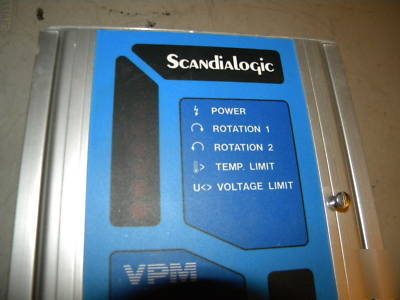 Scandialogic
POWER
ROTATION 1
ROTATION 2
> TEMP. LIMIT
U<> VOLTAGE LIMIT
VPM